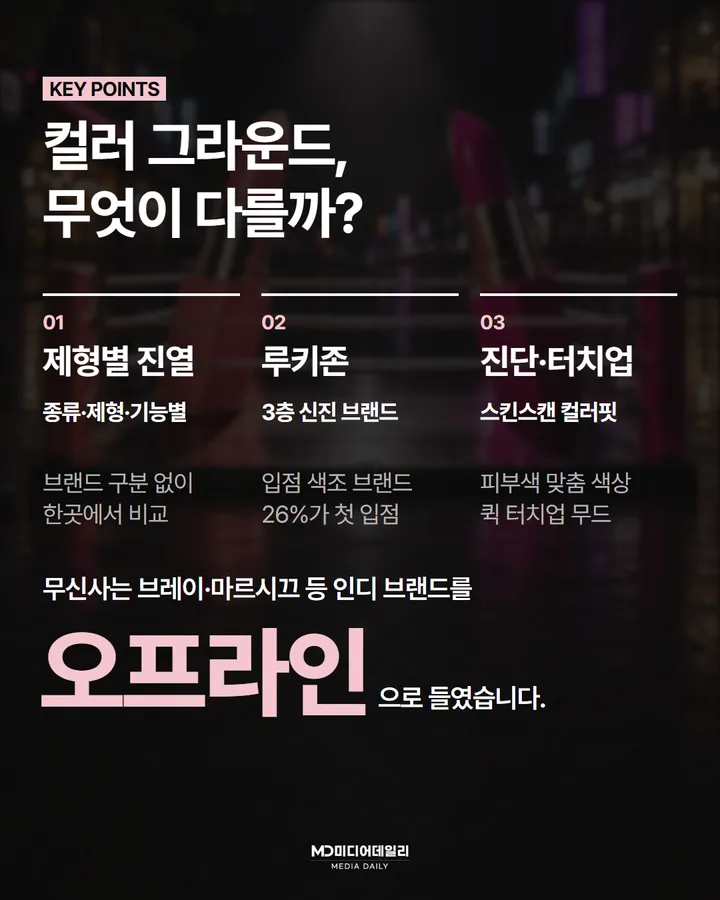 KEY POINTS
컬러 그라운드,
무엇이 다를까?
01
제형별 진열
종류·제형·기능별
브랜드 구분 없이
한곳에서 비교
02
루키존
3층 신진 브랜드
입점 색조 브랜드
26%가 첫 입점
03
진단·터치업
스킨스캔 컬러핏
피부색 맞춤 색상
퀵 터치업 무드
무신사는 브레이·마르시끄 등 인디 브랜드를
오프라인으로 들였습니다.
MD미디어데일리
MEDIA DAILY